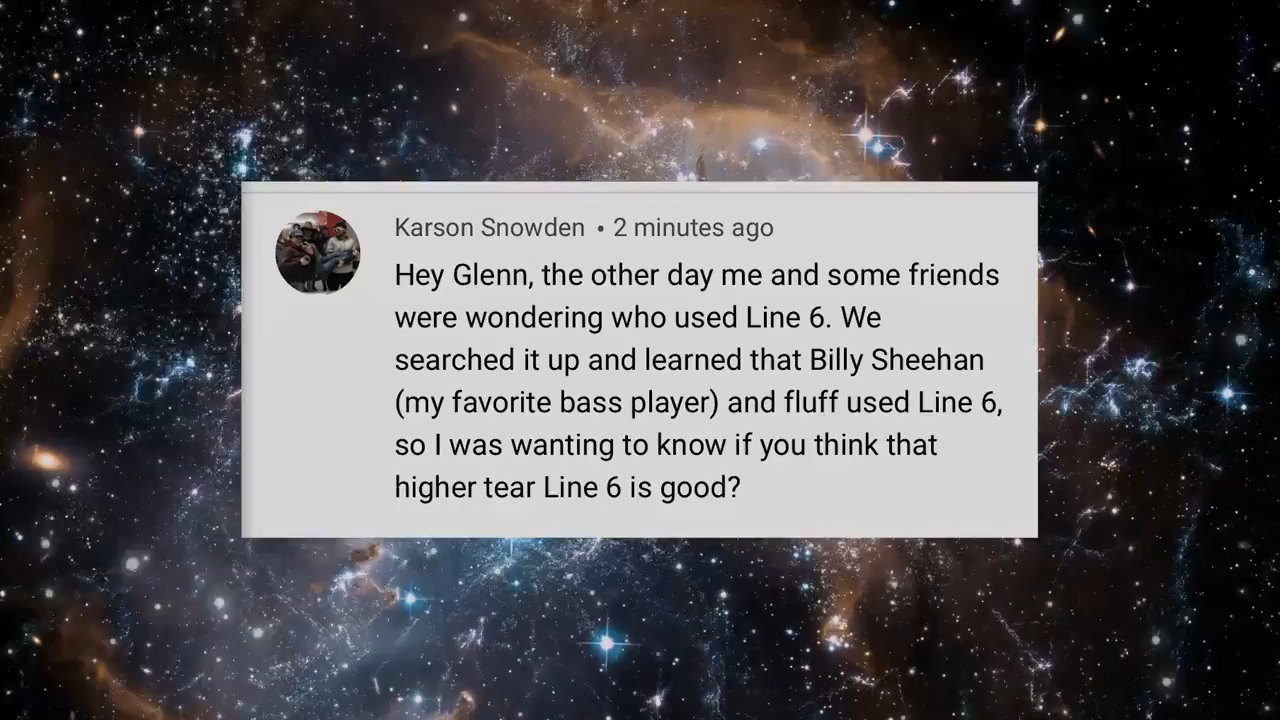 Karson Snowden • 2 minutes ago
Hey Glenn, the other day me and some friends
were wondering who used Line 6. We
searched it up and learned that Billy Sheehan
(my favorite bass player) and fluff used Line 6,
so I was wanting to know if you think that
higher tear Line 6 is good?